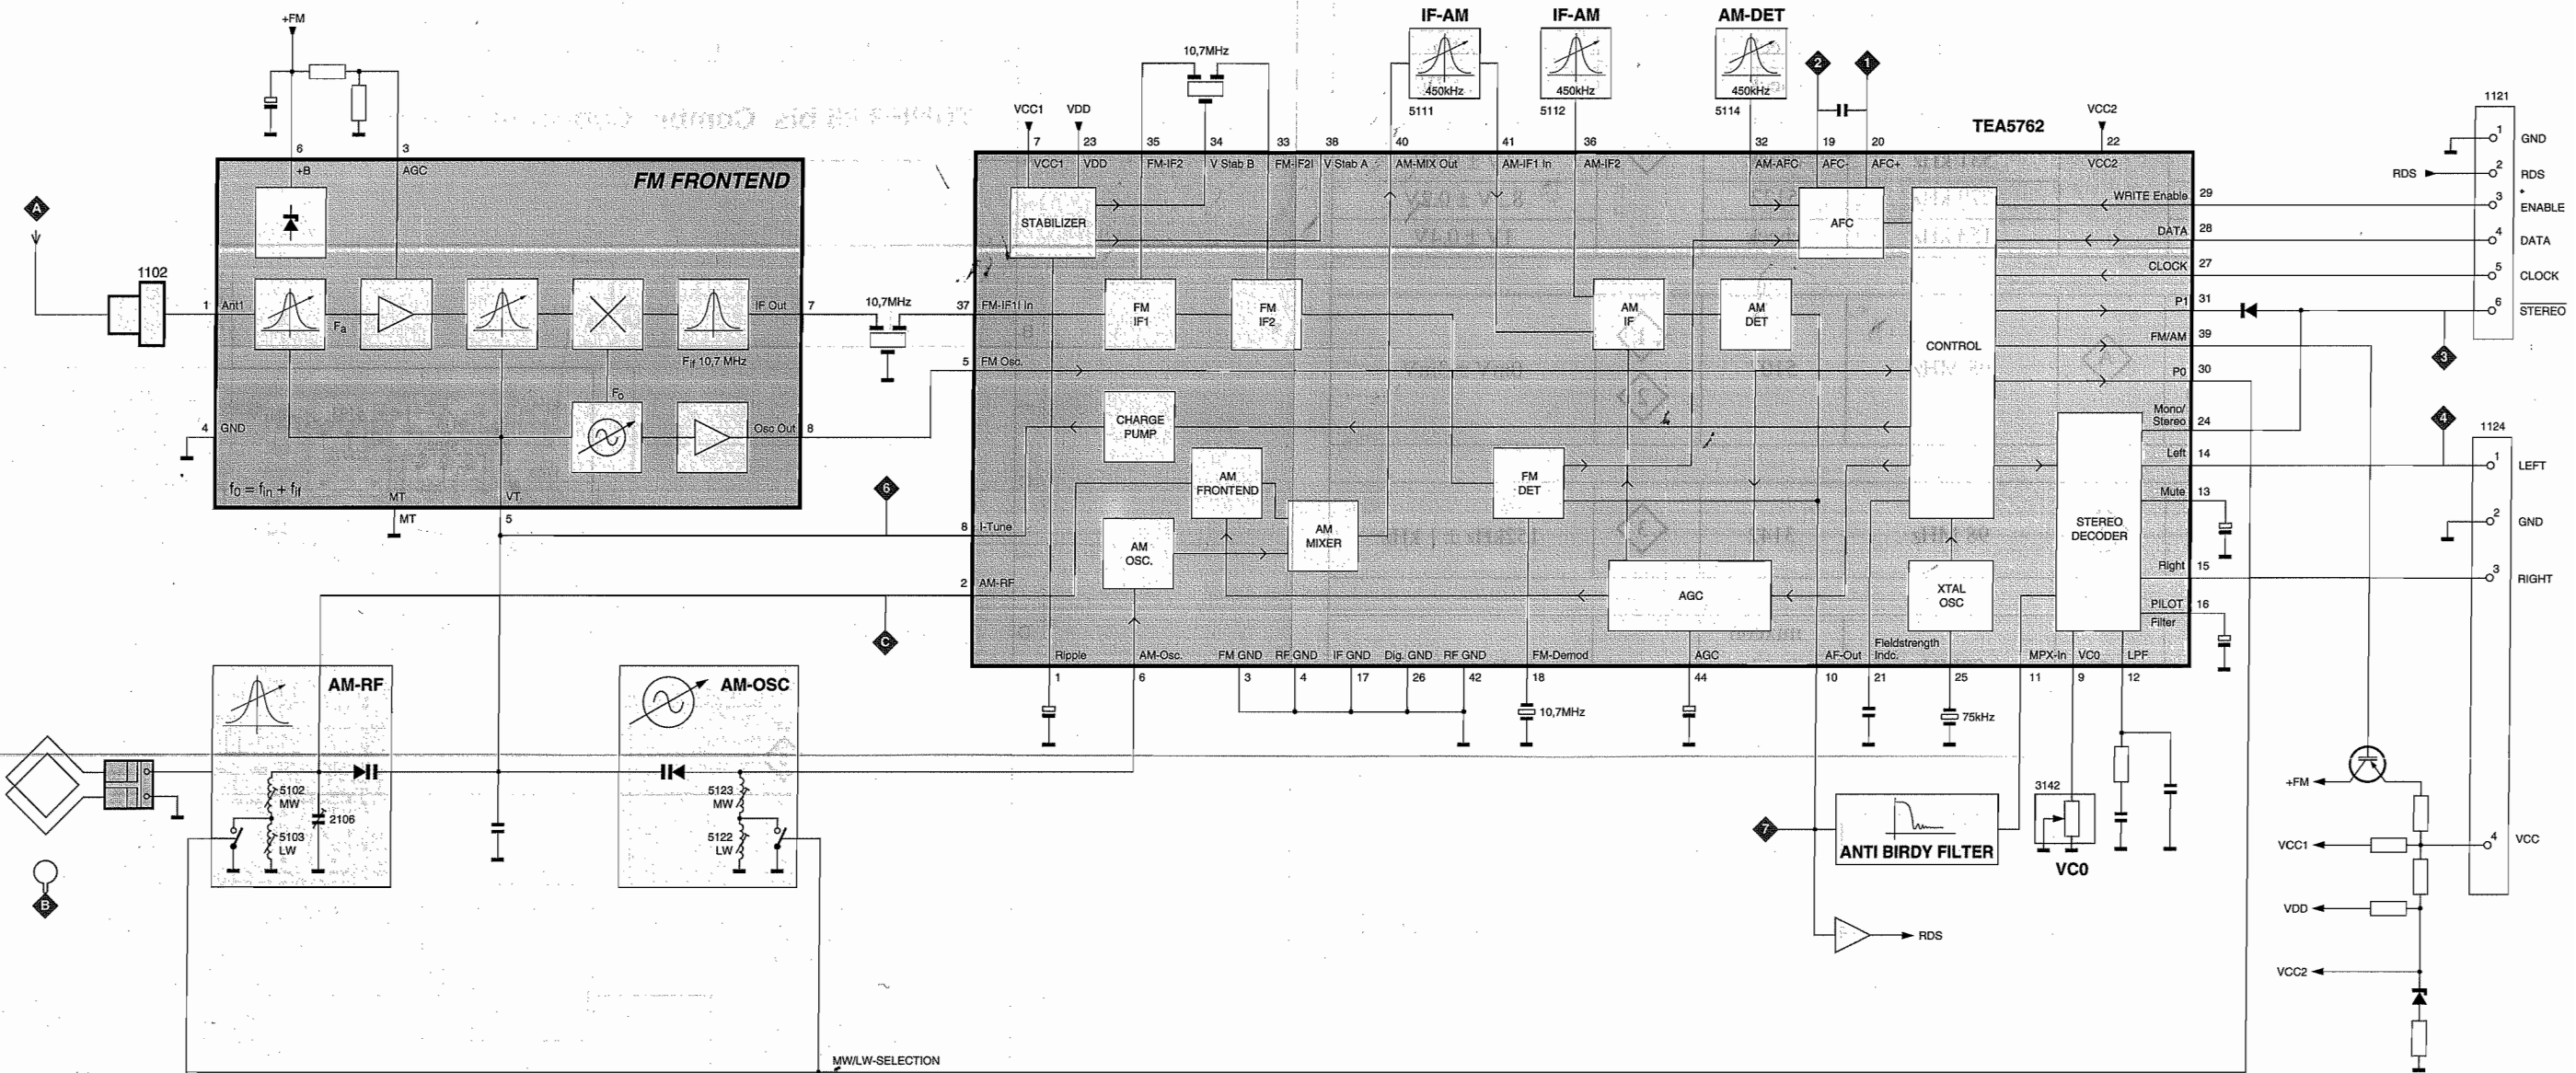 +FM
6
3
+B
AGC
FM FRONTEND
A
1102
1
Ant1
Fa
IF Out
7
Fif 10,7 MHz
Fo
4
GND
Osc Out
8
f0 = fin + fif
MT
VT
MT
5
10,7MHz
6
C
AM-RF
5102
MW
2106
5103
LW
AM-OSC
5123
MW
5122
LW
B
MW/LW-SELECTION
10,7MHz
IF-AM
450kHz
5111
IF-AM
450kHz
5112
AM-DET
450kHz
5114
2
1
TEA5762
VCC1
VDD
VCC2
7
23
35
34
33
38
40
41
36
32
19
20
22
VCC1
VDD
FM-IF2
V Stab B
FM-IF2I
V Stab A
AM-MIX Out
AM-IF1 In
AM-IF2
AM-AFC
AFC-
AFC+
VCC2
STABILIZER
AFC
37
FM-IF1I In
FM
IF1
FM
IF2
AM
IF
AM
DET
CONTROL
5
FM Osc.
CHARGE
PUMP
AM
FRONTEND
FM
DET
AM
MIXER
8
I-Tune
AM
OSC.
STEREO
DECODER
2
AM-RF
AGC
XTAL
OSC
WRITE Enable
29
DATA
28
CLOCK
27
P1
31
FM/AM
39
P0
30
Mono/
Stereo
24
Left
14
Mute
13
Right
15
PILOT
Filter
16
Ripple
AM-Osc.
FM GND
RF GND
IF GND
Dig. GND
RF GND
FM-Demod
AGC
AF-Out
Fieldstrength
Indc.
MPX-In
VC0
LPF
1
6
3
4
17
26
42
18
44
10
21
25
11
9
12
10,7MHz
75kHz
7
ANTI BIRDY FILTER
RDS
3142
VC0
1121
1
GND
RDS
2
RDS
3
ENABLE
4
DATA
5
CLOCK
6
STEREO
3
4
1124
1
LEFT
2
GND
3
RIGHT
4
VCC
+FM
VCC1
VDD
VCC2